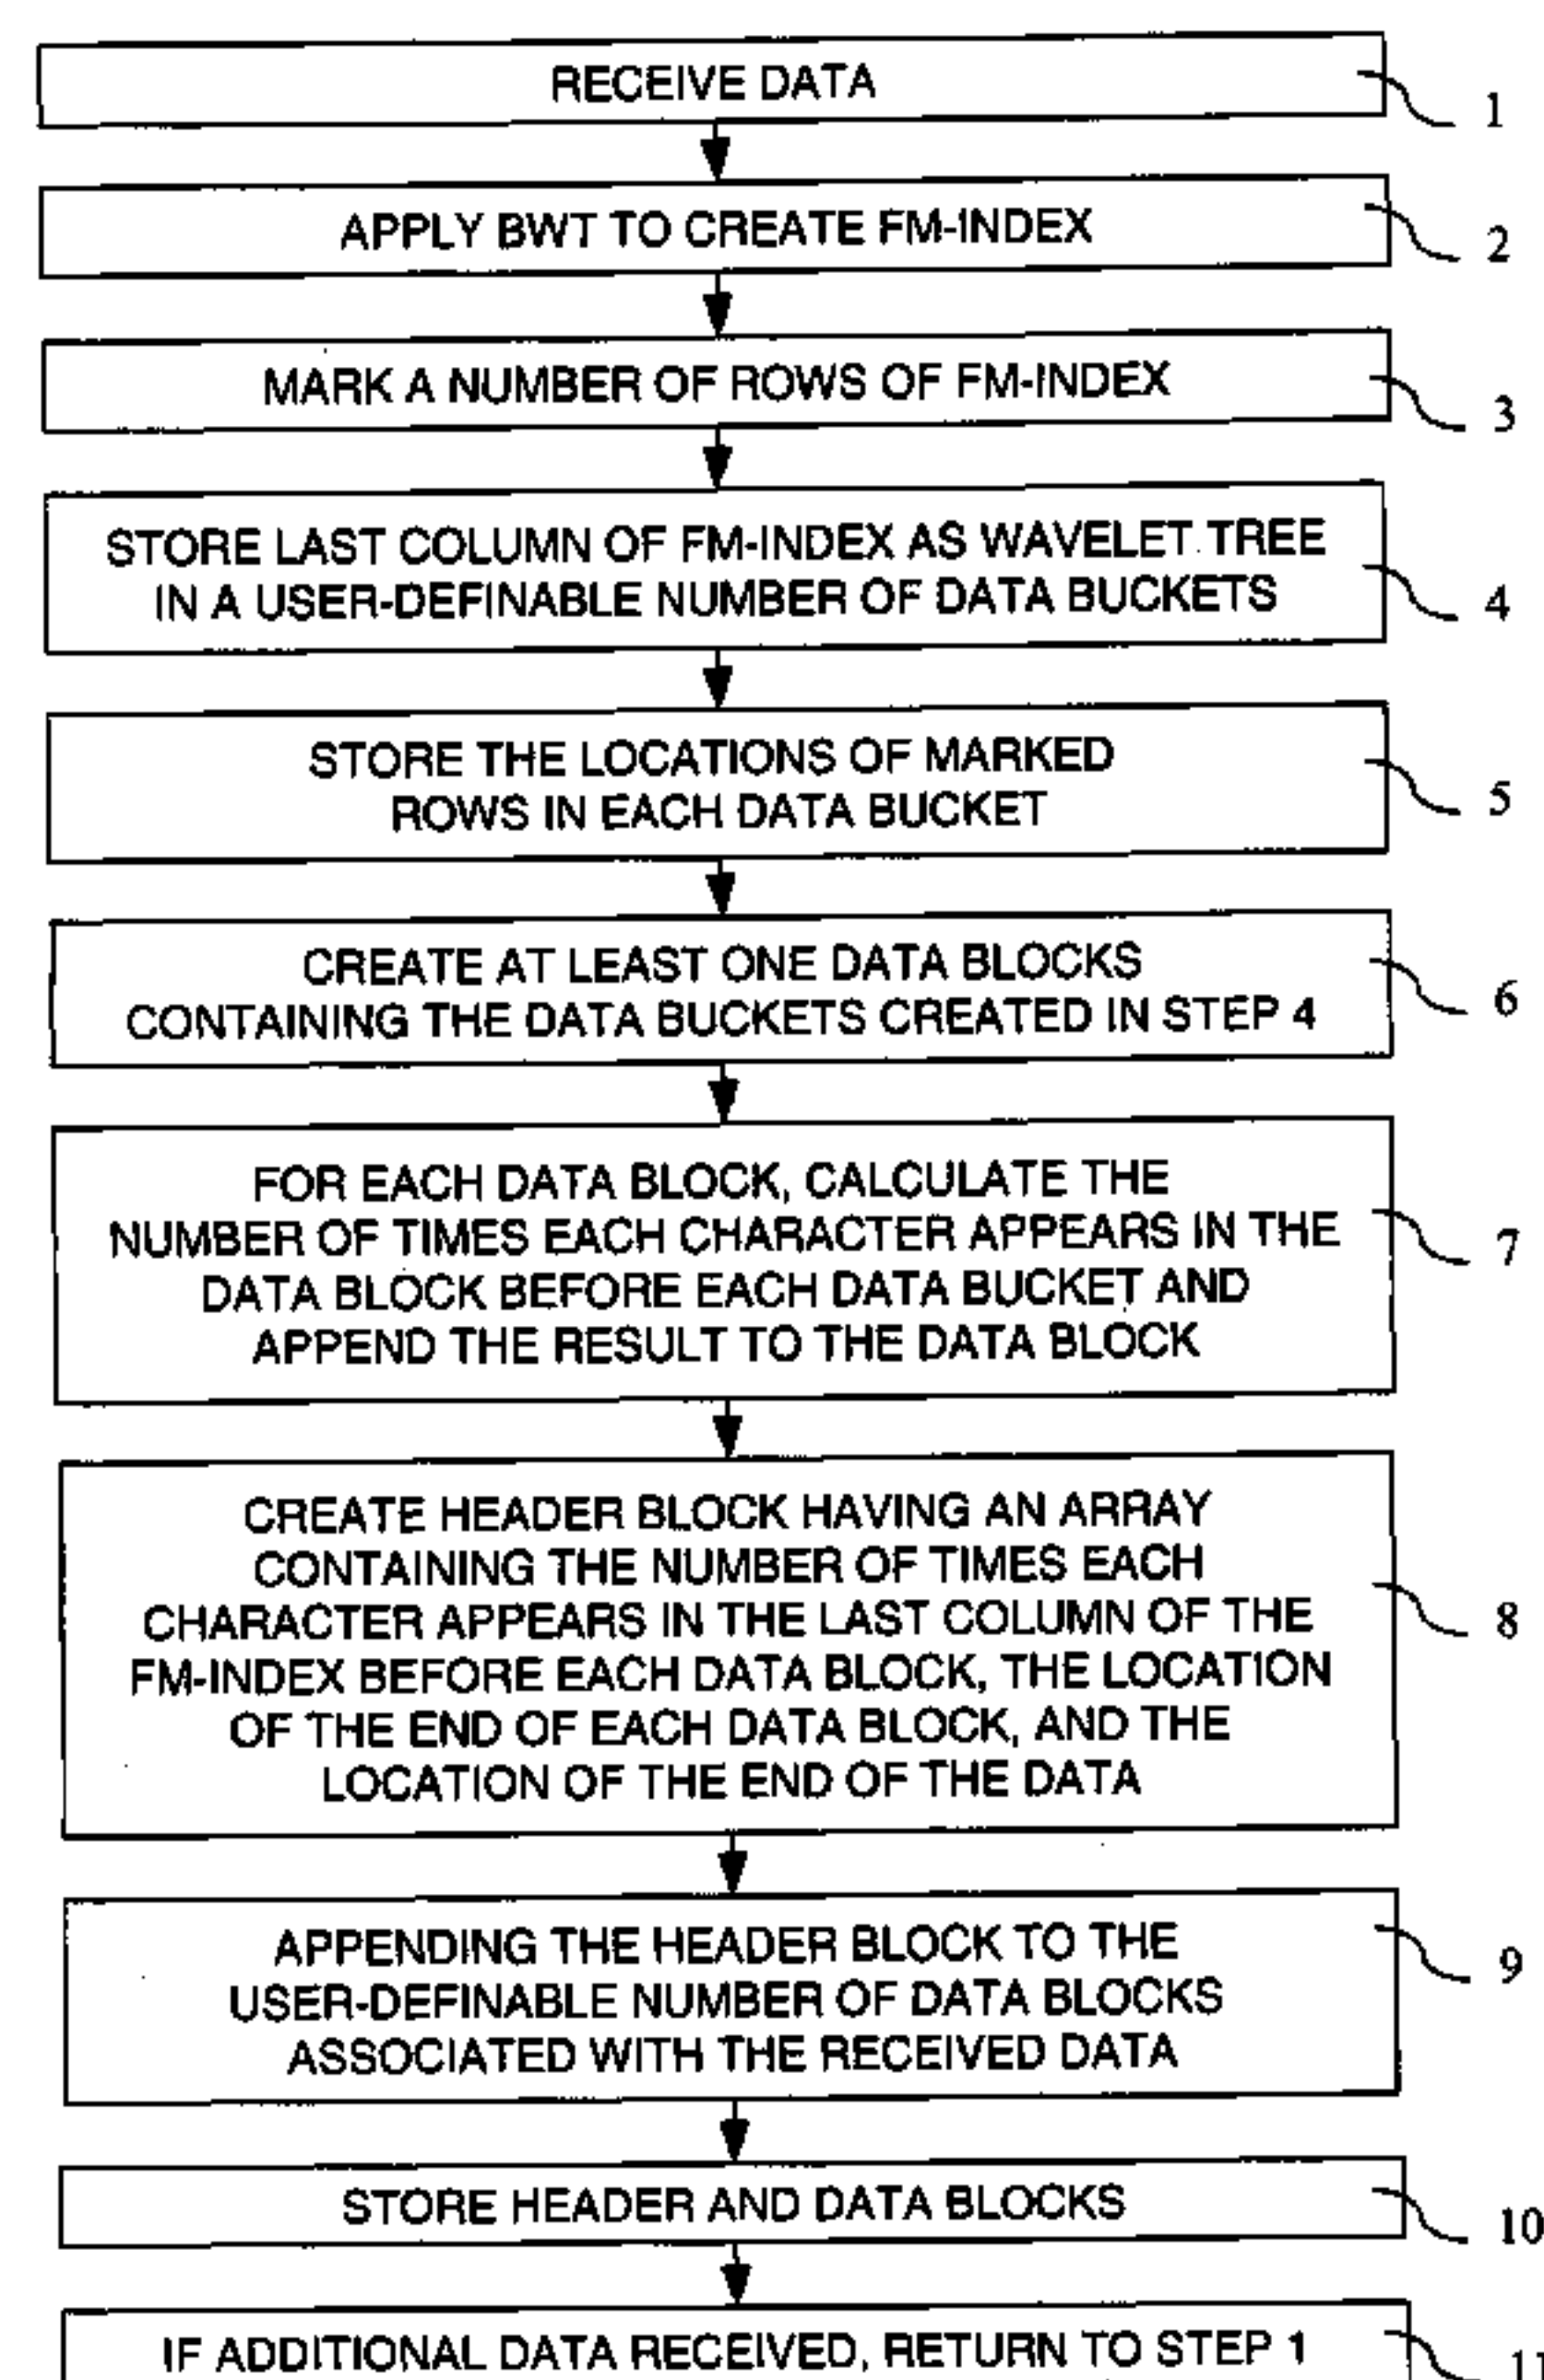 RECEIVE DATA
1
APPLY BWT TO CREATE FM-INDEX
2
MARK A NUMBER OF ROWS OF FM-INDEX
3
STORE LAST COLUMN OF FM-INDEX AS WAVELET TREE
IN A USER-DEFINABLE NUMBER OF DATA BUCKETS
4
STORE THE LOCATIONS OF MARKED
ROWS IN EACH DATA BUCKET
5
CREATE AT LEAST ONE DATA BLOCKS
CONTAINING THE DATA BUCKETS CREATED IN STEP 4
6
FOR EACH DATA BLOCK, CALCULATE THE
NUMBER OF TIMES EACH CHARACTER APPEARS IN THE
DATA BLOCK BEFORE EACH DATA BUCKET AND
APPEND THE RESULT TO THE DATA BLOCK
7
CREATE HEADER BLOCK HAVING AN ARRAY
CONTAINING THE NUMBER OF TIMES EACH
CHARACTER APPEARS IN THE LAST COLUMN OF THE
FM-INDEX BEFORE EACH DATA BLOCK, THE LOCATION
OF THE END OF EACH DATA BLOCK, AND THE
LOCATION OF THE END OF THE DATA
8
APPENDING THE HEADER BLOCK TO THE
USER-DEFINABLE NUMBER OF DATA BLOCKS
ASSOCIATED WITH THE RECEIVED DATA
9
STORE HEADER AND DATA BLOCKS
10
IF ADDITIONAL DATA RECEIVED, RETURN TO STEP 1
11